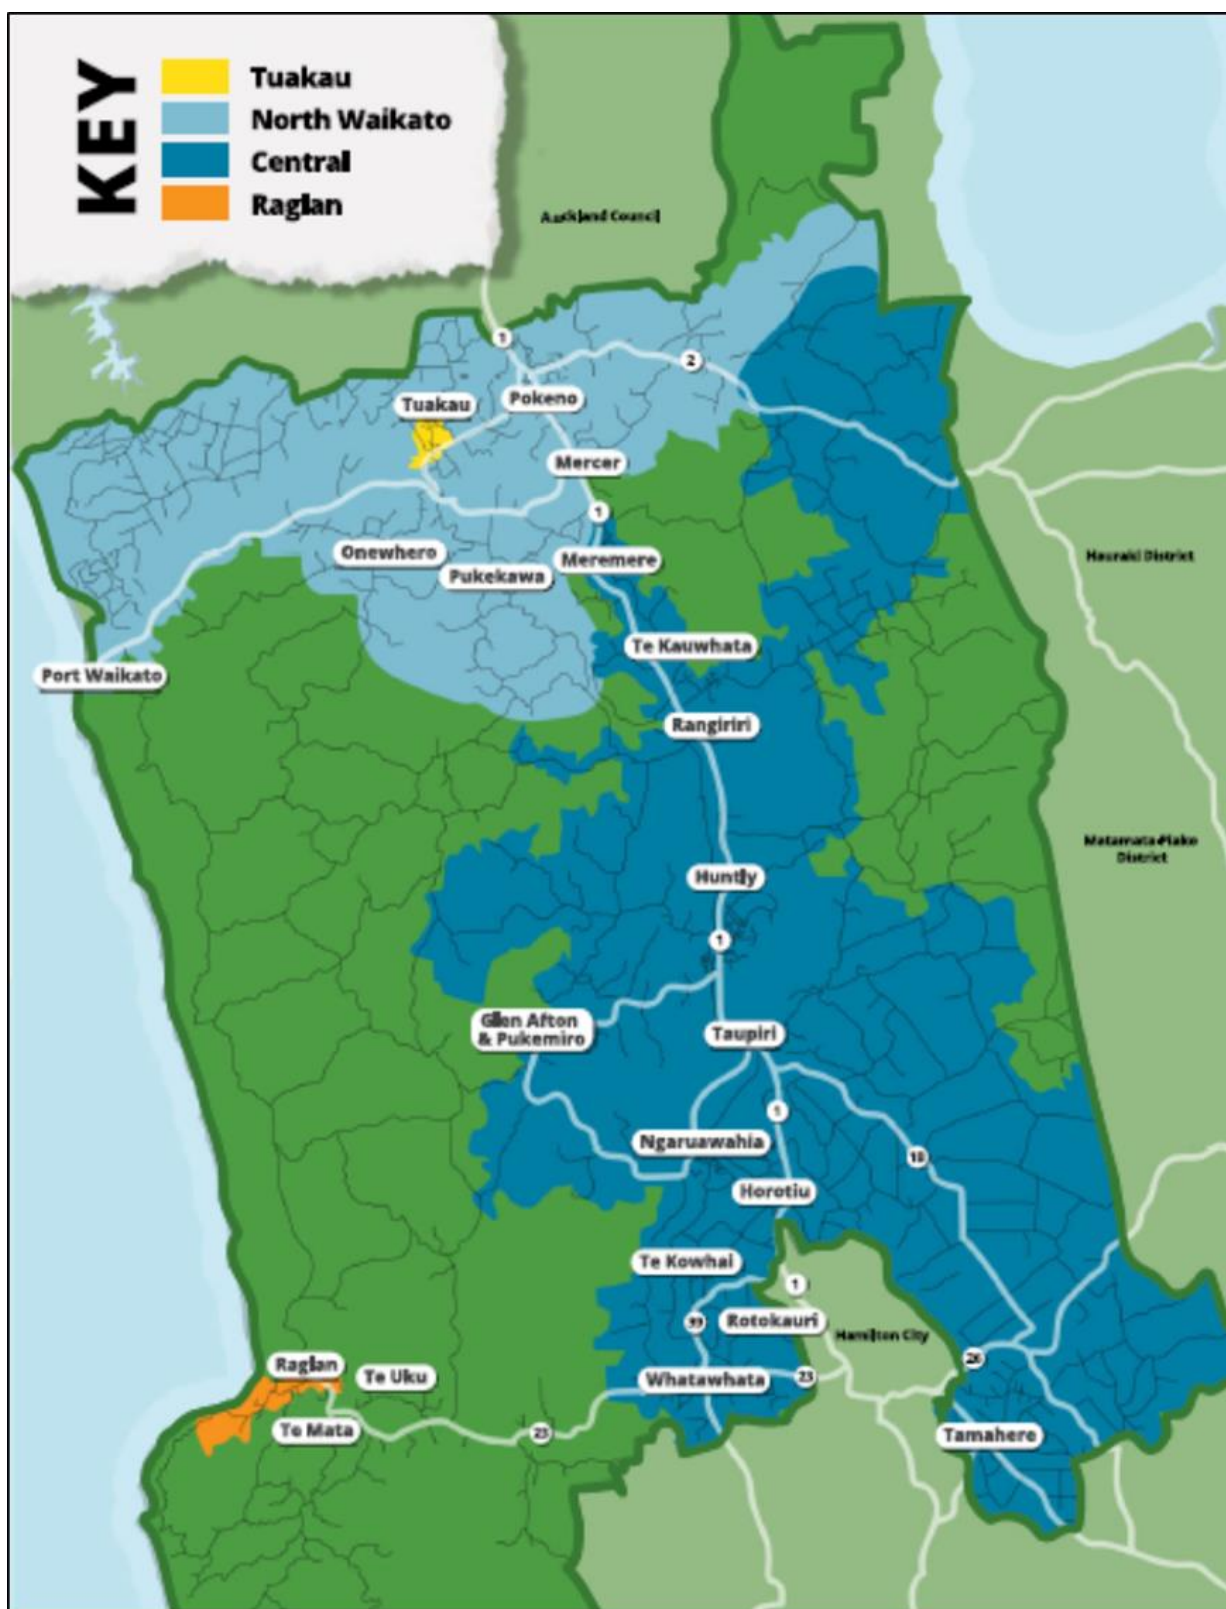 KEY
Tuakau
North Waikato
Central
Raglan
Auckland Council
1
2
Tuakau
Pokeno
Mercer
1
Onewhero
Pukekawa
Meremere
Hauraki District
Te Kauwhata
Port Waikato
Rangiriri
Matamata-Piako
District
Huntly
1
Glen Afton
& Pukemiro
Taupiri
1
Ngaruawahia
18
Horotiu
Te Kowhai
1
39
Rotokauri
Hamilton City
26
Raglan
Te Uku
Whatawhata
23
Te Mata
23
Tamahere